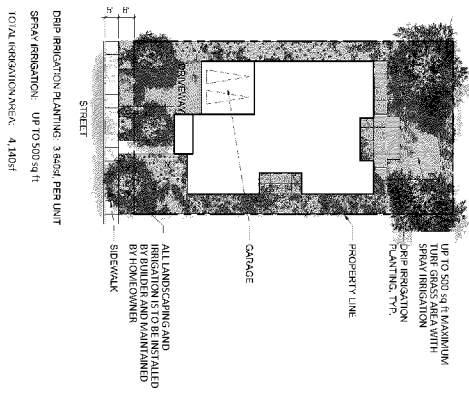 UP TO 500 sq ft MAXIMUM
TURF GRASS AREA WITH
SPRAY IRRIGATION
DRIP IRRIGATION
PLANTING, TYP.
PROPERTY LINE
GARAGE
ALL LANDSCAPING AND
IRRIGATION IS TO BE INSTALLED
BY BUILDER AND MAINTAINED
BY HOMEOWNER
SIDEWALK
DRIVEWAY
5'
6'
STREET
DRIP IRRIGATION PLANTING: 3,640sf, PER UNIT
SPRAY IRRIGATION: UP TO 500 sq ft
TOTAL IRRIGATION AREA: 4,140sf